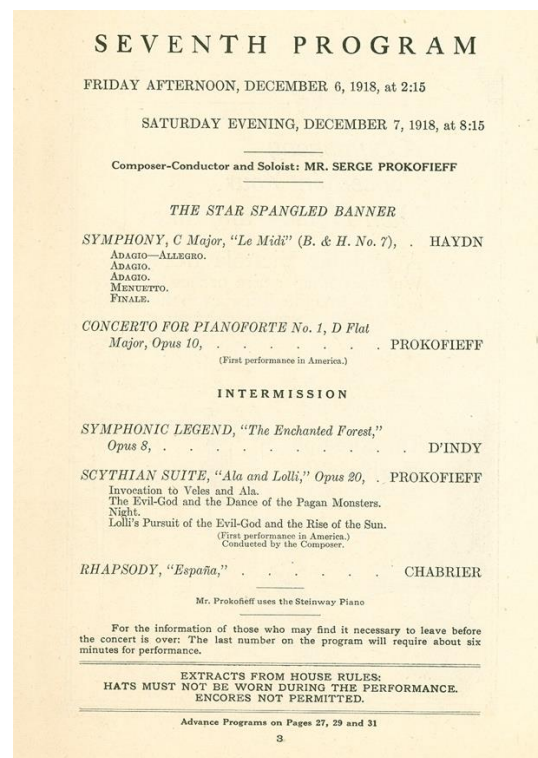 SEVENTH PROGRAM
FRIDAY AFTERNOON, DECEMBER 6, 1918, at 2:15
SATURDAY EVENING, DECEMBER 7, 1918, at 8:15
Composer-Conductor and Soloist: MR. SERGE PROKOFIEFF
THE STAR SPANGLED BANNER
SYMPHONY, C Major, "Le Midi" (B. & H. No. 7), . HAYDN
ADAGIO—ALLEGRO.
ADAGIO.
ADAGIO.
MENUETTO.
FINALE.
CONCERTO FOR PIANOFORTE No. 1, D Flat
Major, Opus 10, . . . . . . . PROKOFIEFF
(First performance in America.)
INTERMISSION
SYMPHONIC LEGEND, "The Enchanted Forest,"
Opus 8, . . . . . . . . . . D'INDY
SCYTHIAN SUITE, "Ala and Lolli," Opus 20, . PROKOFIEFF
Invocation to Veles and Ala.
The Evil-God and the Dance of the Pagan Monsters.
Night.
Lolli's Pursuit of the Evil-God and the Rise of the Sun.
(First performance in America.)
Conducted by the Composer.
RHAPSODY, "España," . . . . . . CHABRIER
Mr. Prokofieff uses the Steinway Piano
For the information of those who may find it necessary to leave before
the concert is over: The last number on the program will require about six
minutes for performance.
EXTRACTS FROM HOUSE RULES:
HATS MUST NOT BE WORN DURING THE PERFORMANCE.
ENCORES NOT PERMITTED.
Advance Programs on Pages 27, 29 and 31
3